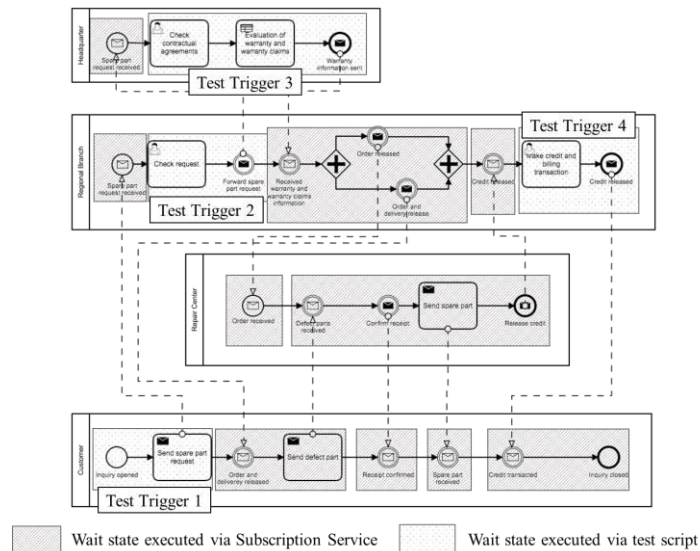 Headquarter
Spare part
request received
Check
contractual
agreements
Evaluation of
warranty and
warranty claims
Warranty
information sent
Test Trigger 3
Test Trigger 4
Regional Branch
Spare part
request received
Check request
Forward spare
part request
Received
warranty and
warranty claims
information
Order released
Order and
delivery release
Credit released
Make credit and
billing
transaction
Credit released
Test Trigger 2
Repair Center
Order received
Defect parts
received
Confirm receipt
Send spare part
Release credit
Customer
Inquiry opened
Send spare part
request
Order and
deliverey released
Send defect part
Receipt confirmed
Spare part
received
Credit transacted
Inquiry closed
Test Trigger 1
Wait state executed via Subscription Service
Wait state executed via test script